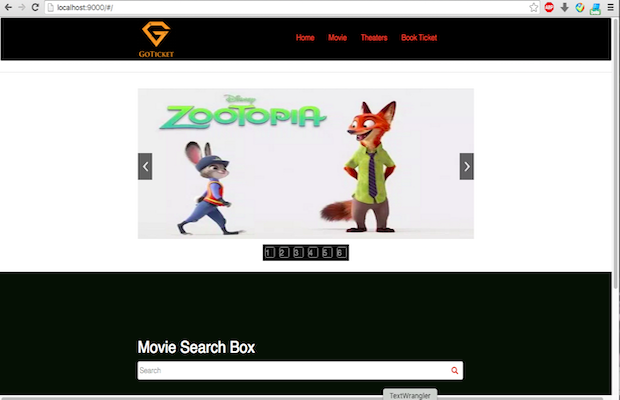 localhost:9000/#/
ABP
GoTicket
Home Movie Theaters Book Ticket
Disney
ZOOTOPIA
1 2 3 4 5 6
Movie Search Box
Search
TextWrangler